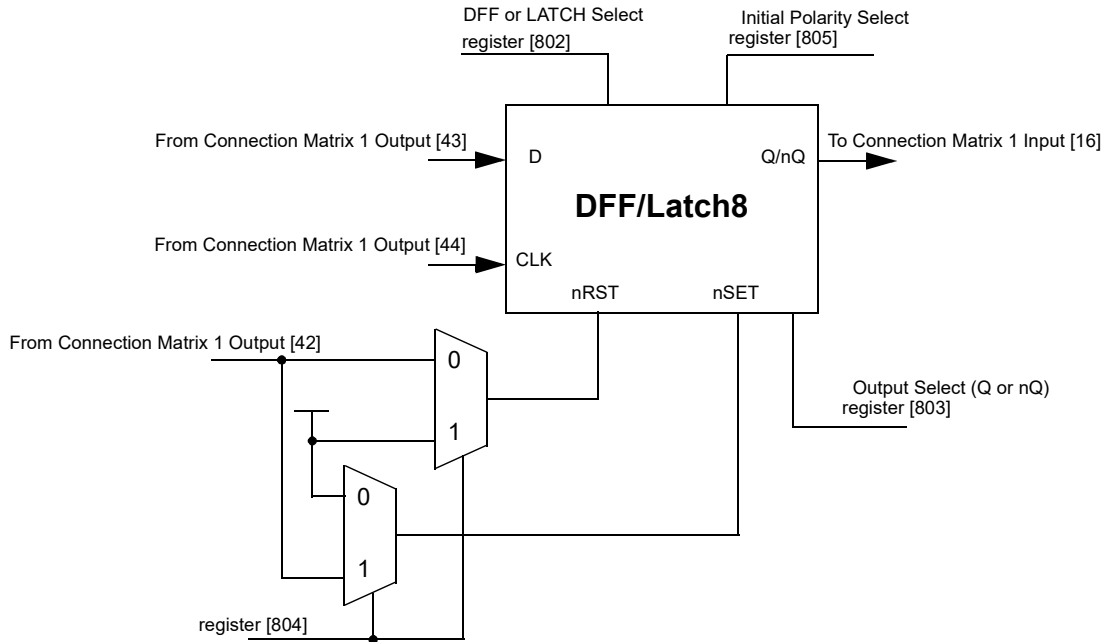 DFF or LATCH Select
register [802]
Initial Polarity Select
register [805]
From Connection Matrix 1 Output [43]
D
Q/nQ
To Connection Matrix 1 Input [16]
DFF/Latch8
From Connection Matrix 1 Output [44]
CLK
nRST
nSET
From Connection Matrix 1 Output [42]
0
1
Output Select (Q or nQ)
register [803]
0
1
register [804]